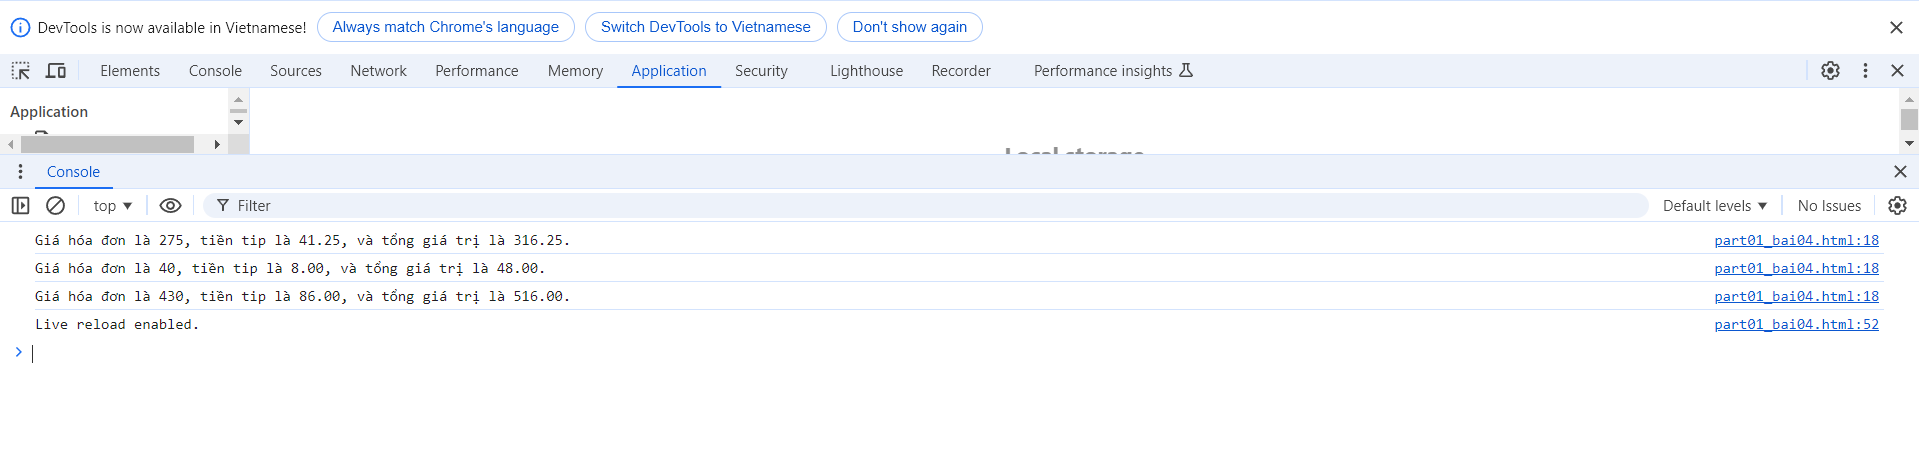 DevTools is now available in Vietnamese! Always match Chrome's language Switch DevTools to Vietnamese Don't show again
Elements Console Sources Network Performance Memory Application Security Lighthouse Recorder Performance insights
Application
Local storage
Console
top Filter Default levels No Issues
Giá hóa đơn là 275, tiền tip là 41.25, và tổng giá trị là 316.25. part01_bai04.html:18
Giá hóa đơn là 40, tiền tip là 8.00, và tổng giá trị là 48.00. part01_bai04.html:18
Giá hóa đơn là 430, tiền tip là 86.00, và tổng giá trị là 516.00. part01_bai04.html:18
Live reload enabled. part01_bai04.html:52